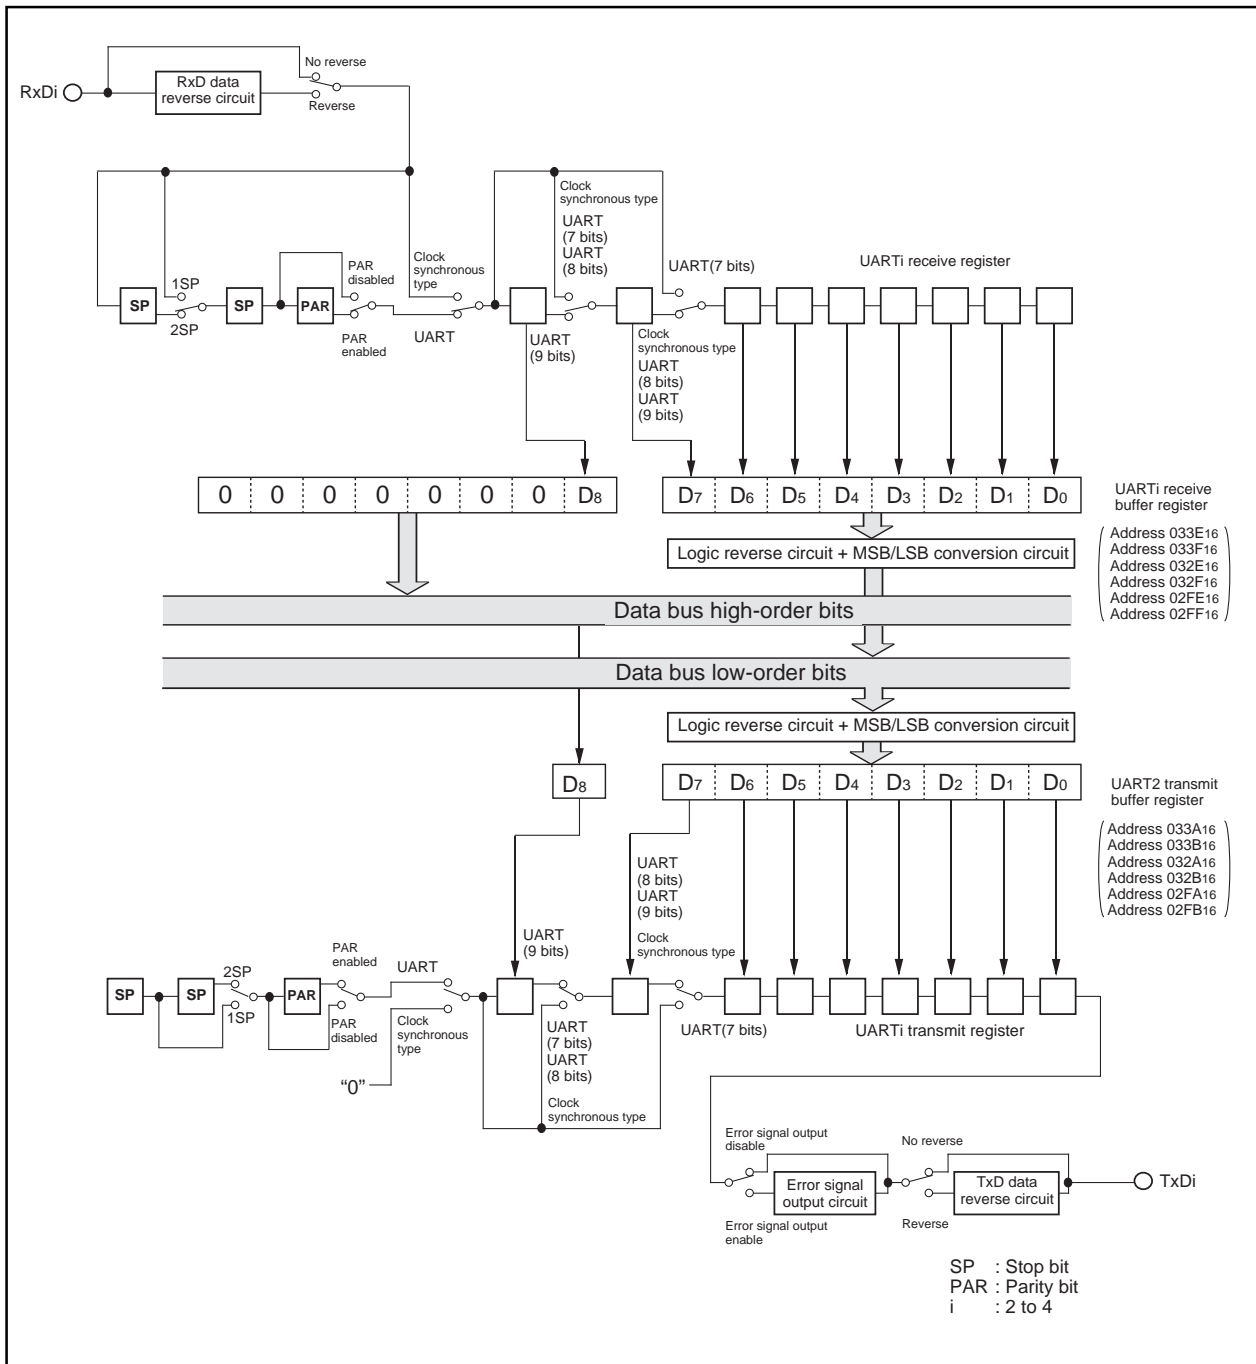 No reverse
RxDi
RxD data
reverse circuit
Reverse
Clock
synchronous type
UART
(7 bits)
UART
(8 bits)
1SP
PAR
disabled
Clock
synchronous
type
UART(7 bits)
UARTi receive register
SP
SP
PAR
2SP
PAR
enabled
UART
UART
(9 bits)
Clock
synchronous type
UART
(8 bits)
UART
(9 bits)
0 0 0 0 0 0 0 D8
D7 D6 D5 D4 D3 D2 D1 D0
UARTi receive
buffer register
Logic reverse circuit + MSB/LSB conversion circuit
Address 033E16
Address 033F16
Address 032E16
Address 032F16
Address 02FE16
Address 02FF16
Data bus high-order bits
Data bus low-order bits
Logic reverse circuit + MSB/LSB conversion circuit
D8
D7 D6 D5 D4 D3 D2 D1 D0
UART2 transmit
buffer register
Address 033A16
Address 033B16
Address 032A16
Address 032B16
Address 02FA16
Address 02FB16
UART
(8 bits)
UART
(9 bits)
Clock
synchronous type
UART
(9 bits)
PAR
enabled
2SP
UART
SP
SP
PAR
1SP
PAR
disabled
Clock
synchronous
type
UART
(7 bits)
UART
(8 bits)
UART(7 bits)
UARTi transmit register
“0”
Clock
synchronous type
Error signal output
disable
No reverse
Error signal
output circuit
TxD data
reverse circuit
TxDi
Error signal output
enable
Reverse
SP : Stop bit
PAR : Parity bit
i : 2 to 4